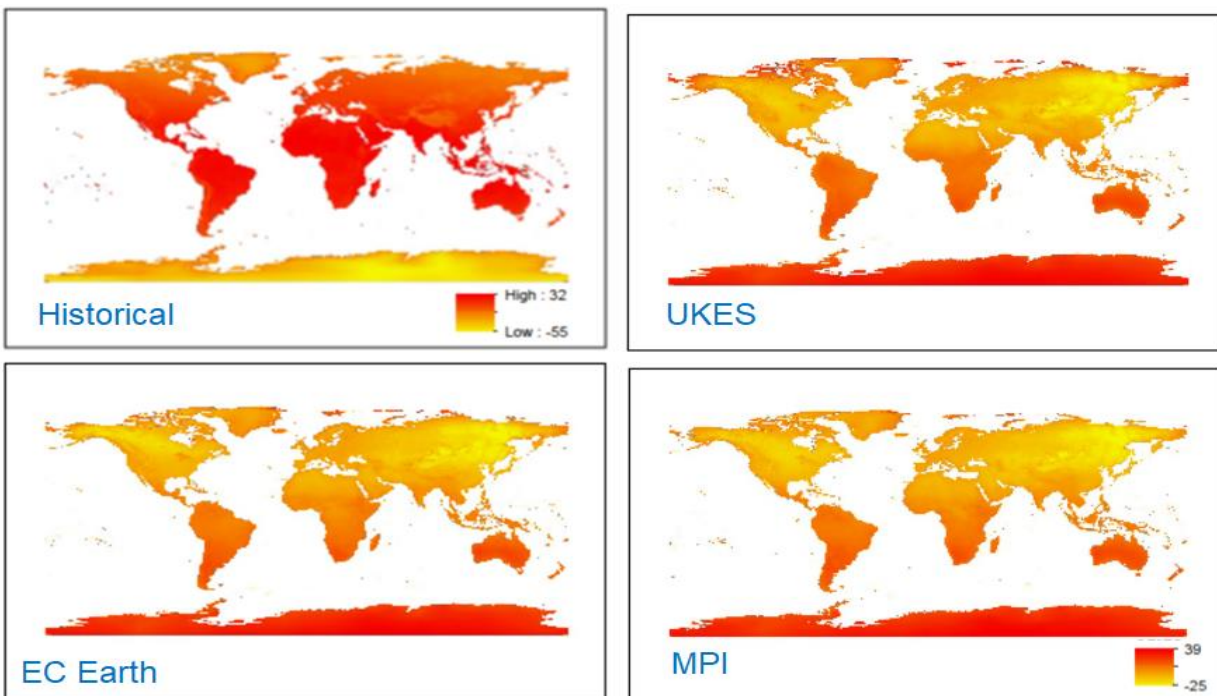 High : 32
Historical
Low : -55
UKES
EC Earth
MPI
39
-25